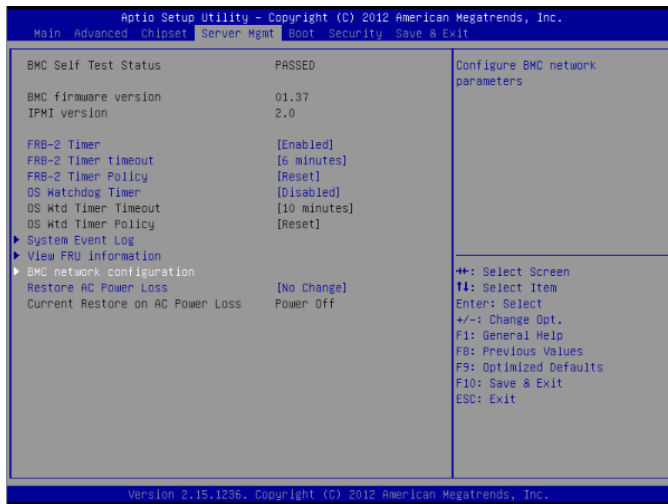 Aptio Setup Utility – Copyright (C) 2012 American Megatrends, Inc.
Main Advanced Chipset Server Mgmt Boot Security Save & Exit
BMC Self Test Status PASSED
BMC firmware version 01.37
IPMI version 2.0
FRB-2 Timer [Enabled]
FRB-2 Timer timeout [6 minutes]
FRB-2 Timer Policy [Reset]
OS Watchdog Timer [Disabled]
OS Wtd Timer Timeout [10 minutes]
OS Wtd Timer Policy [Reset]
System Event Log
View FRU information
BMC network configuration
Restore AC Power Loss [No Change]
Current Restore on AC Power Loss Power Off
Configure BMC network
parameters
↔: Select Screen
↑↓: Select Item
Enter: Select
+/-: Change Opt.
F1: General Help
F8: Previous Values
F9: Optimized Defaults
F10: Save & Exit
ESC: Exit
Version 2.15.1236. Copyright (C) 2012 American Megatrends, Inc.